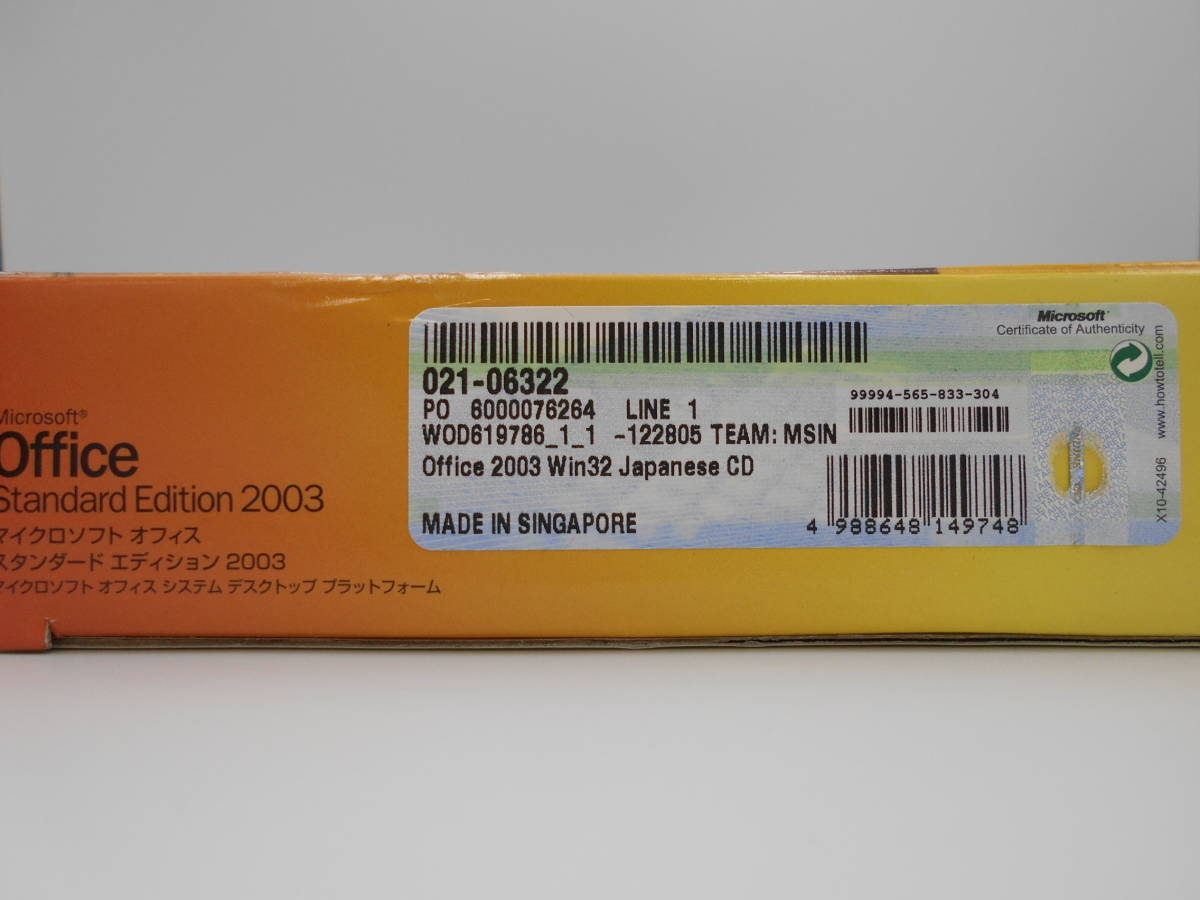 Microsoft®
Office
Standard Edition 2003
マイクロソフト オフィス
スタンダード エディション 2003
マイクロソフト オフィス システム デスクトップ プラットフォーム
021-06322
PO 6000076264 LINE 1
WOD619786_1_1 -122805 TEAM: MSIN
Office 2003 Win32 Japanese CD
MADE IN SINGAPORE
Microsoft®
Certificate of Authenticity
99994-565-833-304
4 988648 149748
www.howtotell.com
X10-42496